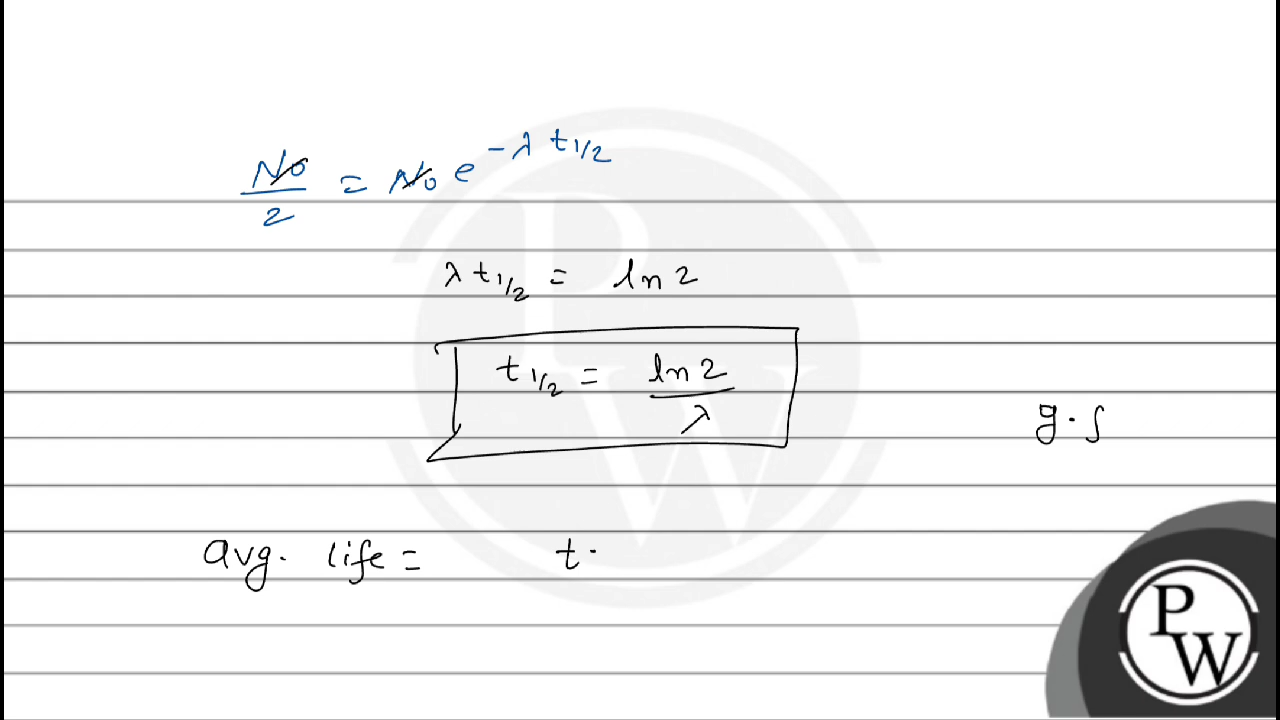 N₀/2 = N₀ e^(-λ t1/2)
λ t1/2 = ln 2
t1/2 = ln 2/λ
g. ∫
avg. life = t.
P
W